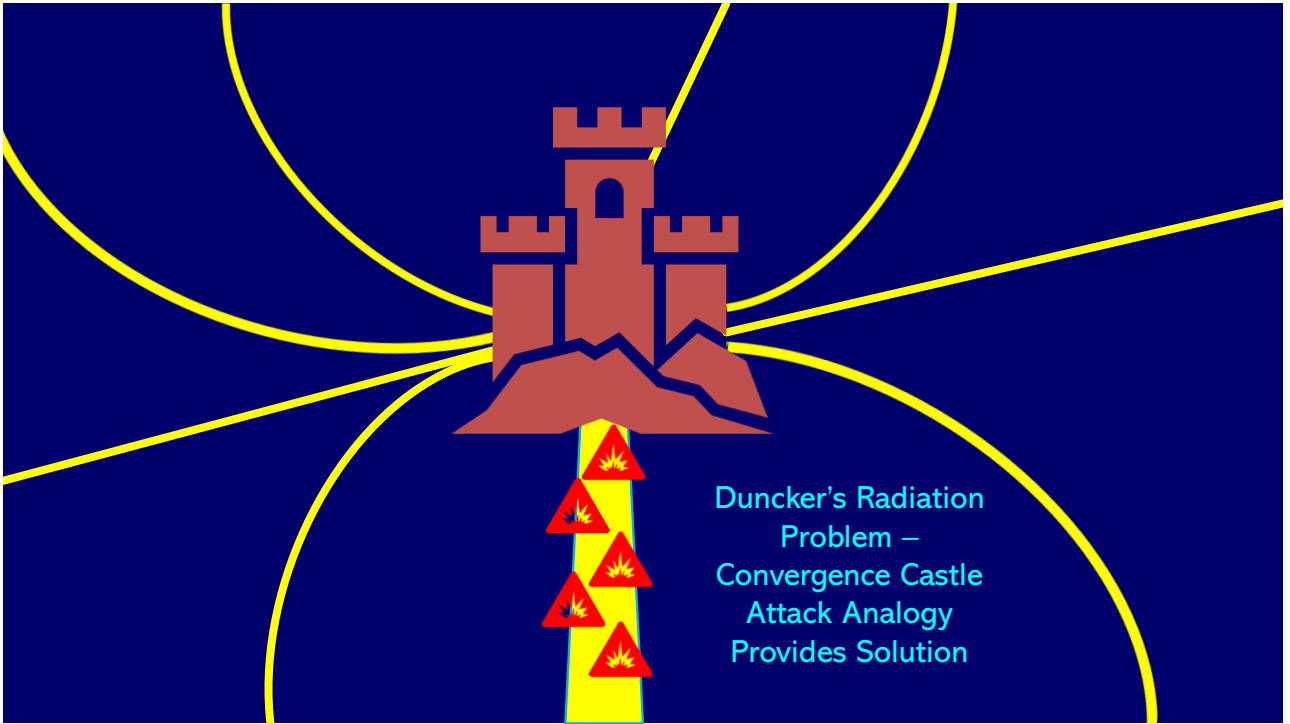 Duncker’s Radiation
Problem –
Convergence Castle
Attack Analogy
Provides Solution